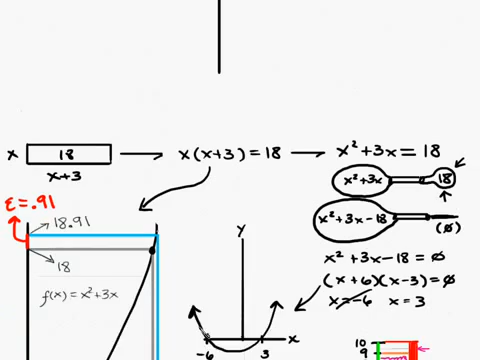 x 18 x(x+3) = 18 x²+3x = 18
x+3
x²+3x 18
ε = .91
18.91
x²+3x-18 (∅)
y
18
x²+3x-18 = ∅
f(x) = x²+3x
(x+6)(x-3) = ∅
x=-6 x = 3
-6 3 x
10
9